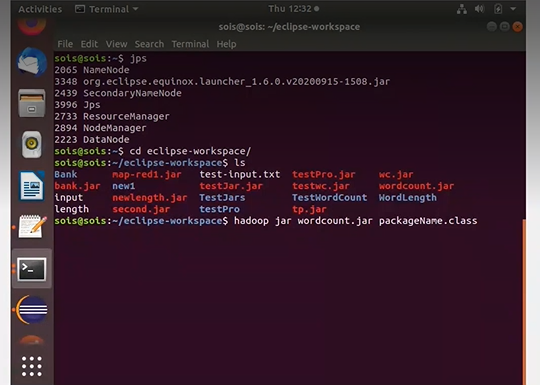 Activities Terminal Thu 12:32
sois@sois: ~/eclipse-workspace
File Edit View Search Terminal Help
sois@sois:~$ jps
2065 NameNode
3348 org.eclipse.equinox.launcher_1.6.0.v20200915-1508.jar
2439 SecondaryNameNode
3996 Jps
2733 ResourceManager
2894 NodeManager
2223 DataNode
sois@sois:~$ cd eclipse-workspace/
sois@sois:~/eclipse-workspace$ ls
Bank map-red1.jar test-input.txt testPro.jar wc.jar
bank.jar new1 testJar.jar testwc.jar wordcount.jar
input newlength.jar TestJars TestWordCount WordLength
length second.jar testPro tp.jar
sois@sois:~/eclipse-workspace$ hadoop jar wordcount.jar packageName.class